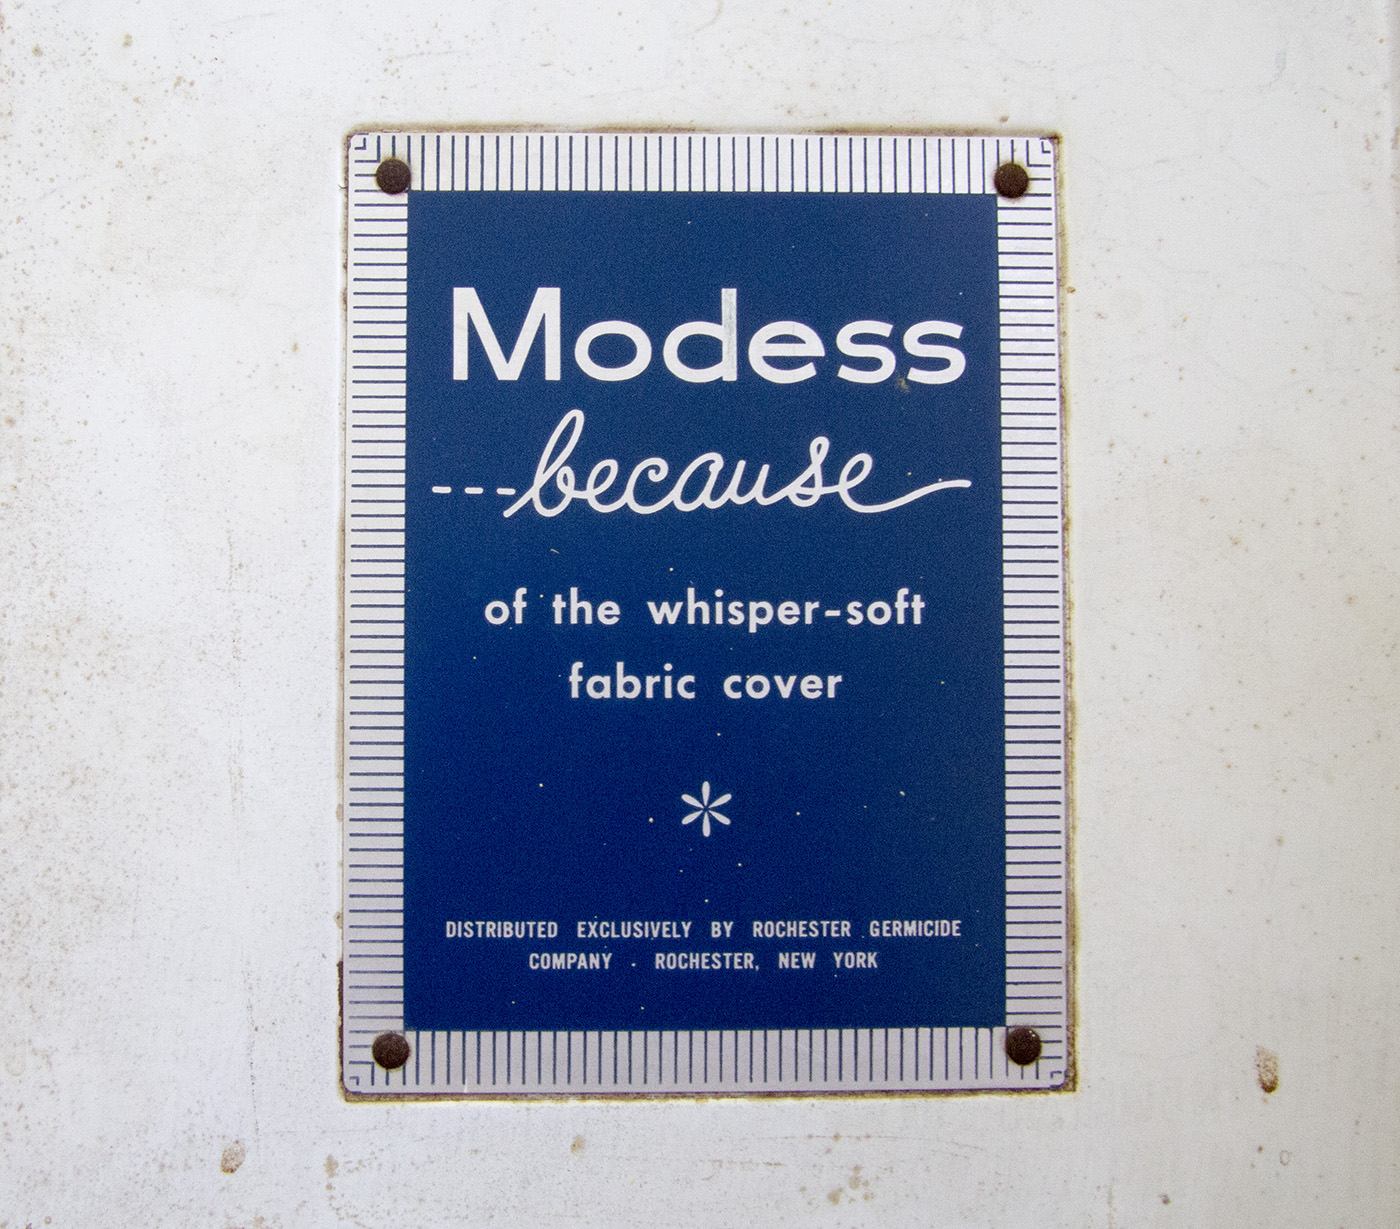 Modess
---because
of the whisper-soft
fabric cover
*
DISTRIBUTED EXCLUSIVELY BY ROCHESTER GERMICIDE
COMPANY . ROCHESTER, NEW YORK